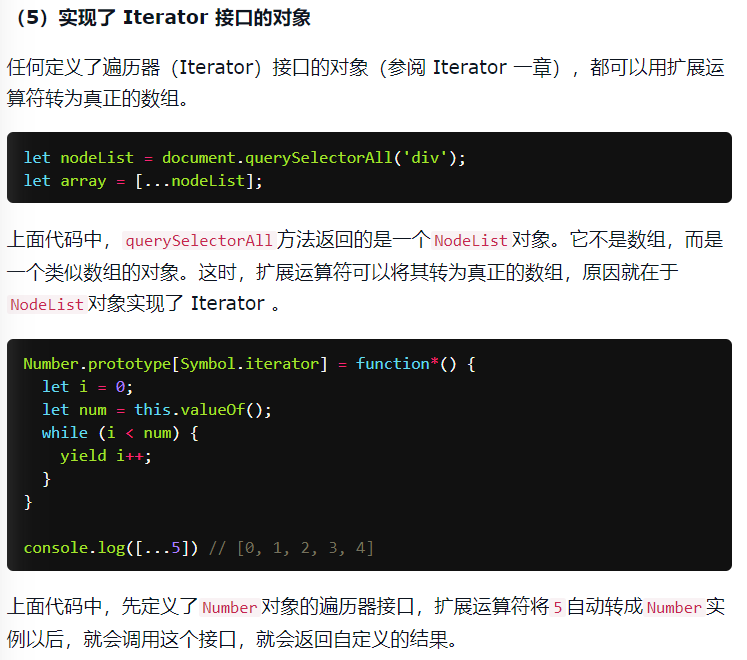 （5）实现了 Iterator 接口的对象
任何定义了遍历器（Iterator）接口的对象（参阅 Iterator 一章），都可以用扩展运
算符转为真正的数组。
let nodeList = document.querySelectorAll('div');
let array = [...nodeList];
上面代码中，querySelectorAll方法返回的是一个NodeList对象。它不是数组，而是
一个类似数组的对象。这时，扩展运算符可以将其转为真正的数组，原因就在于
NodeList对象实现了 Iterator 。
Number.prototype[Symbol.iterator] = function*() {
  let i = 0;
  let num = this.valueOf();
  while (i < num) {
    yield i++;
  }
}
console.log([...5]) // [0, 1, 2, 3, 4]
上面代码中，先定义了Number对象的遍历器接口，扩展运算符将5自动转成Number实
例以后，就会调用这个接口，就会返回自定义的结果。